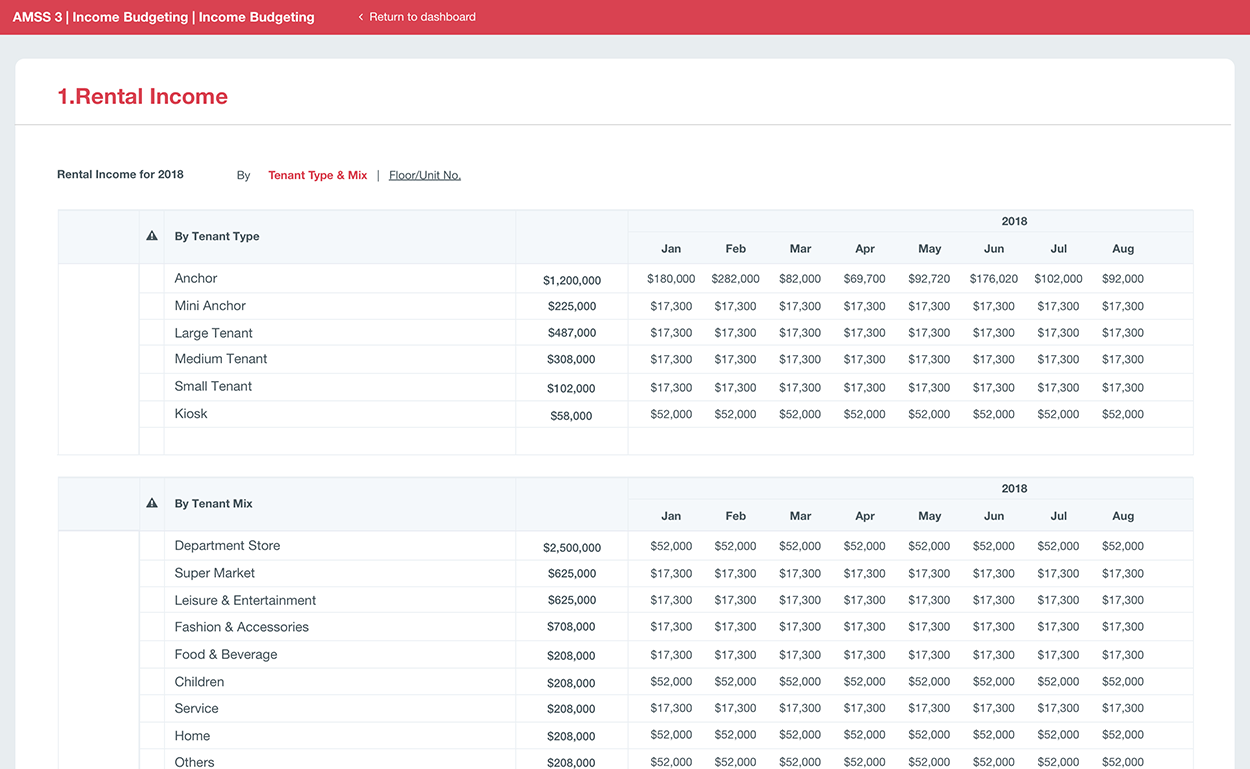 AMSS 3 | Income Budgeting | Income Budgeting ‹ Return to dashboard
1.Rental Income
Rental Income for 2018 By Tenant Type & Mix | Floor/Unit No.
2018
By Tenant Type
Jan Feb Mar Apr May Jun Jul Aug
Anchor $1,200,000 $180,000 $282,000 $82,000 $69,700 $92,720 $176,020 $102,000 $92,000
Mini Anchor $225,000 $17,300 $17,300 $17,300 $17,300 $17,300 $17,300 $17,300 $17,300
Large Tenant $487,000 $17,300 $17,300 $17,300 $17,300 $17,300 $17,300 $17,300 $17,300
Medium Tenant $308,000 $17,300 $17,300 $17,300 $17,300 $17,300 $17,300 $17,300 $17,300
Small Tenant $102,000 $17,300 $17,300 $17,300 $17,300 $17,300 $17,300 $17,300 $17,300
Kiosk $58,000 $52,000 $52,000 $52,000 $52,000 $52,000 $52,000 $52,000 $52,000
2018
By Tenant Mix
Jan Feb Mar Apr May Jun Jul Aug
Department Store $2,500,000 $52,000 $52,000 $52,000 $52,000 $52,000 $52,000 $52,000 $52,000
Super Market $625,000 $17,300 $17,300 $17,300 $17,300 $17,300 $17,300 $17,300 $17,300
Leisure & Entertainment $625,000 $17,300 $17,300 $17,300 $17,300 $17,300 $17,300 $17,300 $17,300
Fashion & Accessories $708,000 $17,300 $17,300 $17,300 $17,300 $17,300 $17,300 $17,300 $17,300
Food & Beverage $208,000 $17,300 $17,300 $17,300 $17,300 $17,300 $17,300 $17,300 $17,300
Children $208,000 $52,000 $52,000 $52,000 $52,000 $52,000 $52,000 $52,000 $52,000
Service $208,000 $17,300 $17,300 $17,300 $17,300 $17,300 $17,300 $17,300 $17,300
Home $208,000 $52,000 $52,000 $52,000 $52,000 $52,000 $52,000 $52,000 $52,000
Others $208,000 $52,000 $52,000 $52,000 $52,000 $52,000 $52,000 $52,000 $52,000